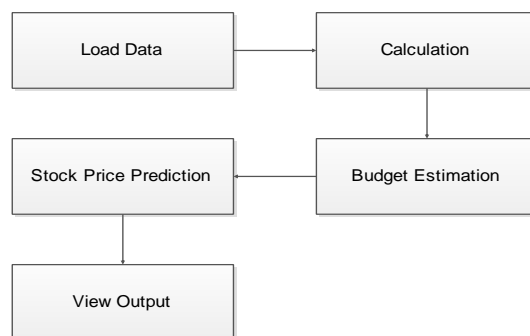 Load Data
Calculation
Budget Estimation
Stock Price Prediction
View Output